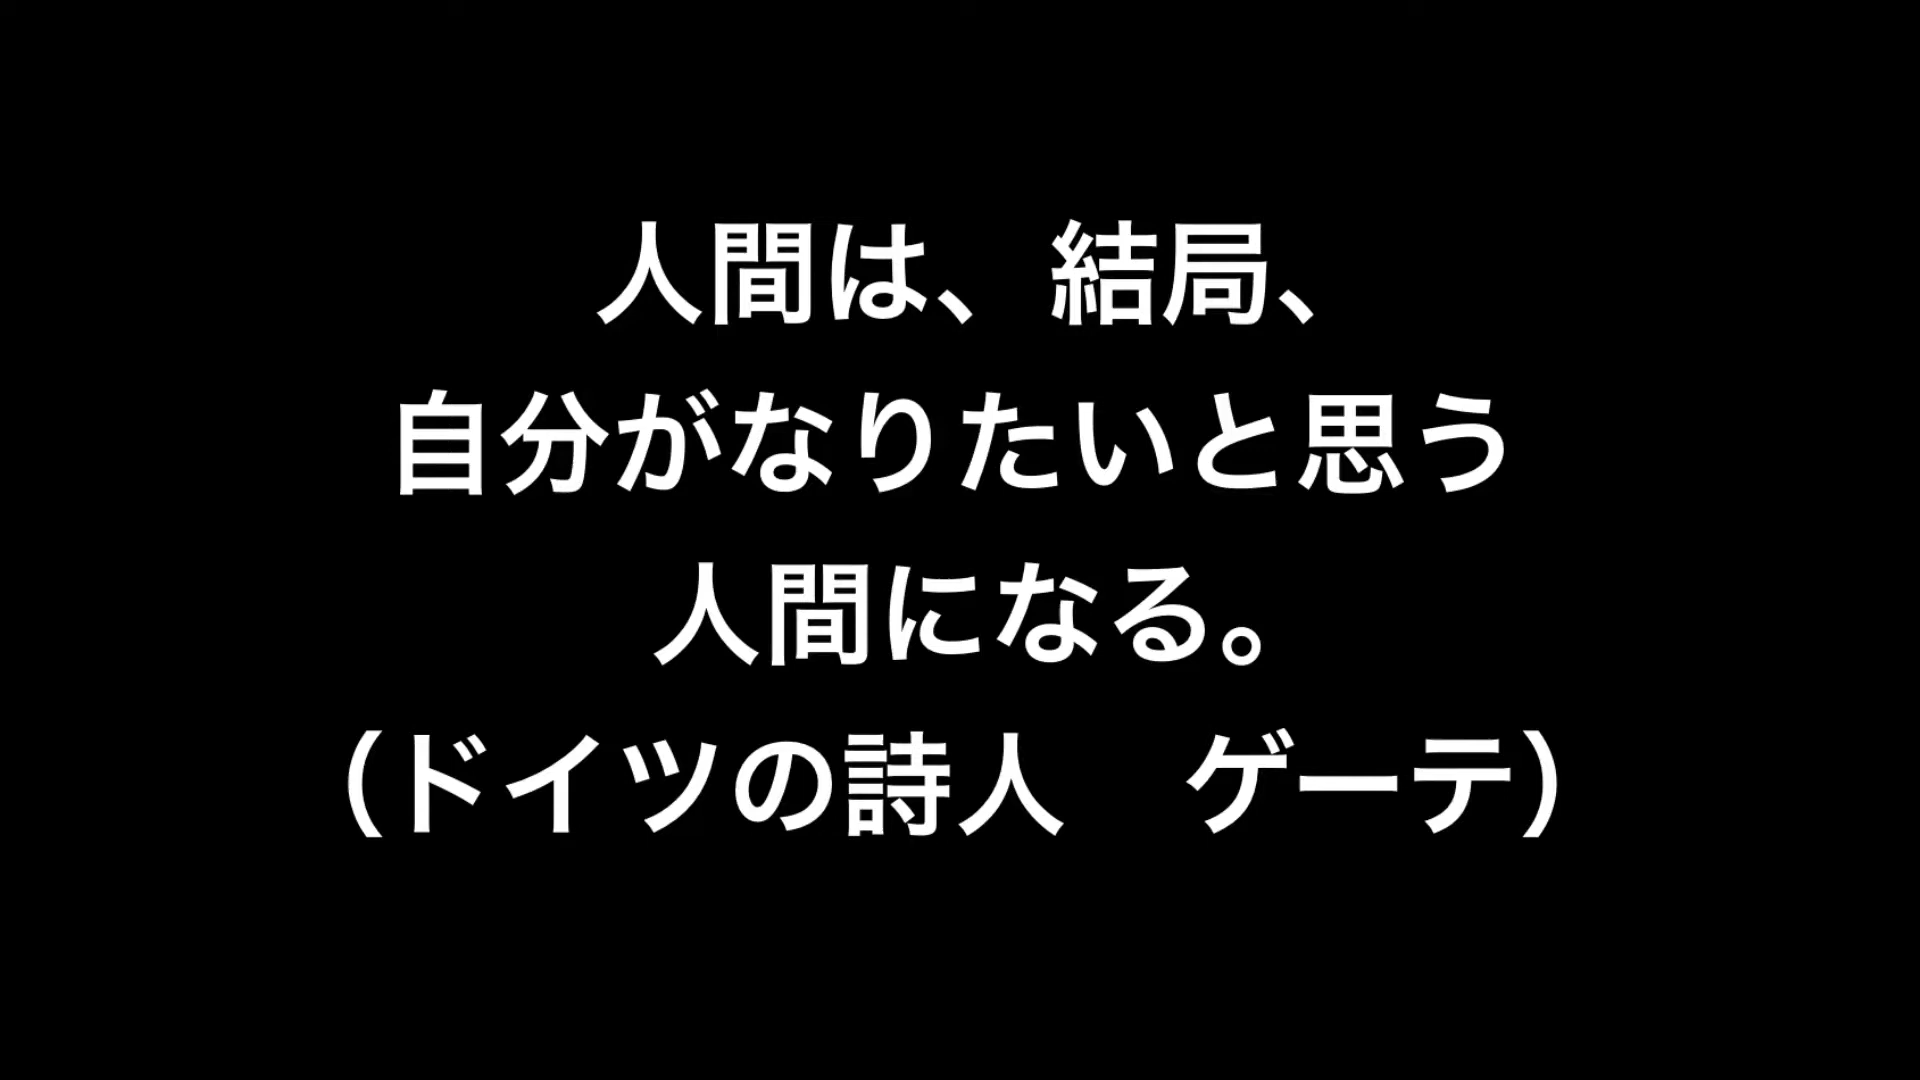 人間は、結局、
自分がなりたいと思う
人間になる。
（ドイツの詩人　ゲーテ）